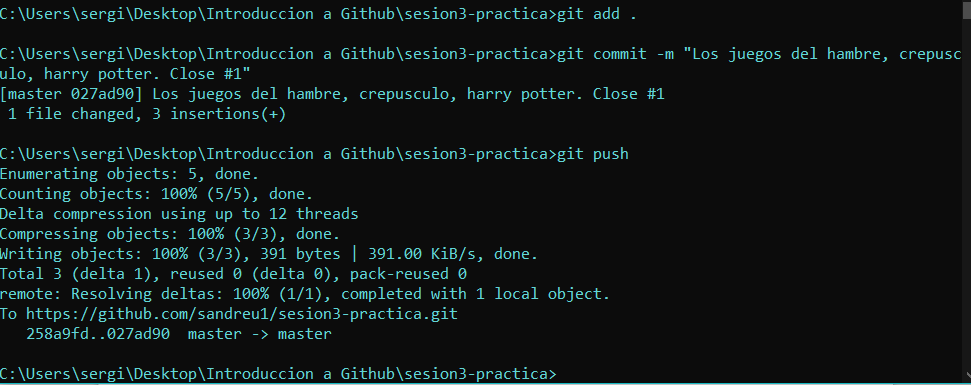 C:\Users\sergi\Desktop\Introduccion a Github\sesion3-practica>git add .
C:\Users\sergi\Desktop\Introduccion a Github\sesion3-practica>git commit -m "Los juegos del hambre, crepusc
ulo, harry potter. Close #1"
[master 027ad90] Los juegos del hambre, crepusculo, harry potter. Close #1
 1 file changed, 3 insertions(+)
C:\Users\sergi\Desktop\Introduccion a Github\sesion3-practica>git push
Enumerating objects: 5, done.
Counting objects: 100% (5/5), done.
Delta compression using up to 12 threads
Compressing objects: 100% (3/3), done.
Writing objects: 100% (3/3), 391 bytes | 391.00 KiB/s, done.
Total 3 (delta 1), reused 0 (delta 0), pack-reused 0
remote: Resolving deltas: 100% (1/1), completed with 1 local object.
To https://github.com/sandreu1/sesion3-practica.git
   258a9fd..027ad90  master -> master
C:\Users\sergi\Desktop\Introduccion a Github\sesion3-practica>